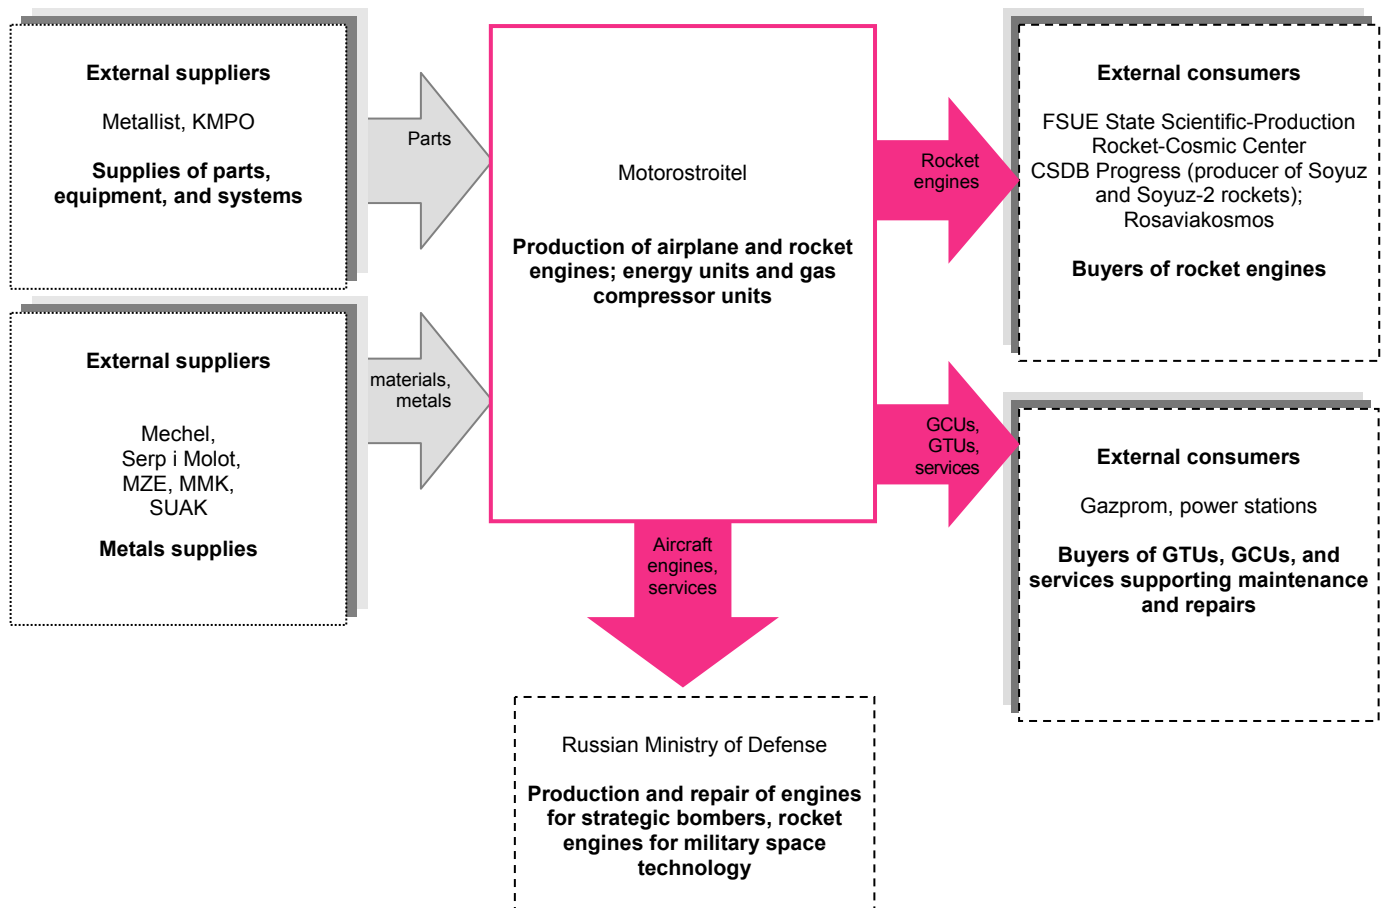 External suppliers
Metallist, KMPO
Supplies of parts,
equipment, and systems
Parts
External suppliers
Mechel,
Serp i Molot,
MZE, MMK,
SUAK
Metals supplies
materials,
metals
Motorostroitel
Production of airplane and rocket
engines; energy units and gas
compressor units
Rocket
engines
External consumers
FSUE State Scientific-Production
Rocket-Cosmic Center
CSDB Progress (producer of Soyuz
and Soyuz-2 rockets);
Rosaviakosmos
Buyers of rocket engines
GCUs,
GTUs,
services
External consumers
Gazprom, power stations
Buyers of GTUs, GCUs, and
services supporting maintenance
and repairs
Aircraft
engines,
services
Russian Ministry of Defense
Production and repair of engines
for strategic bombers, rocket
engines for military space
technology